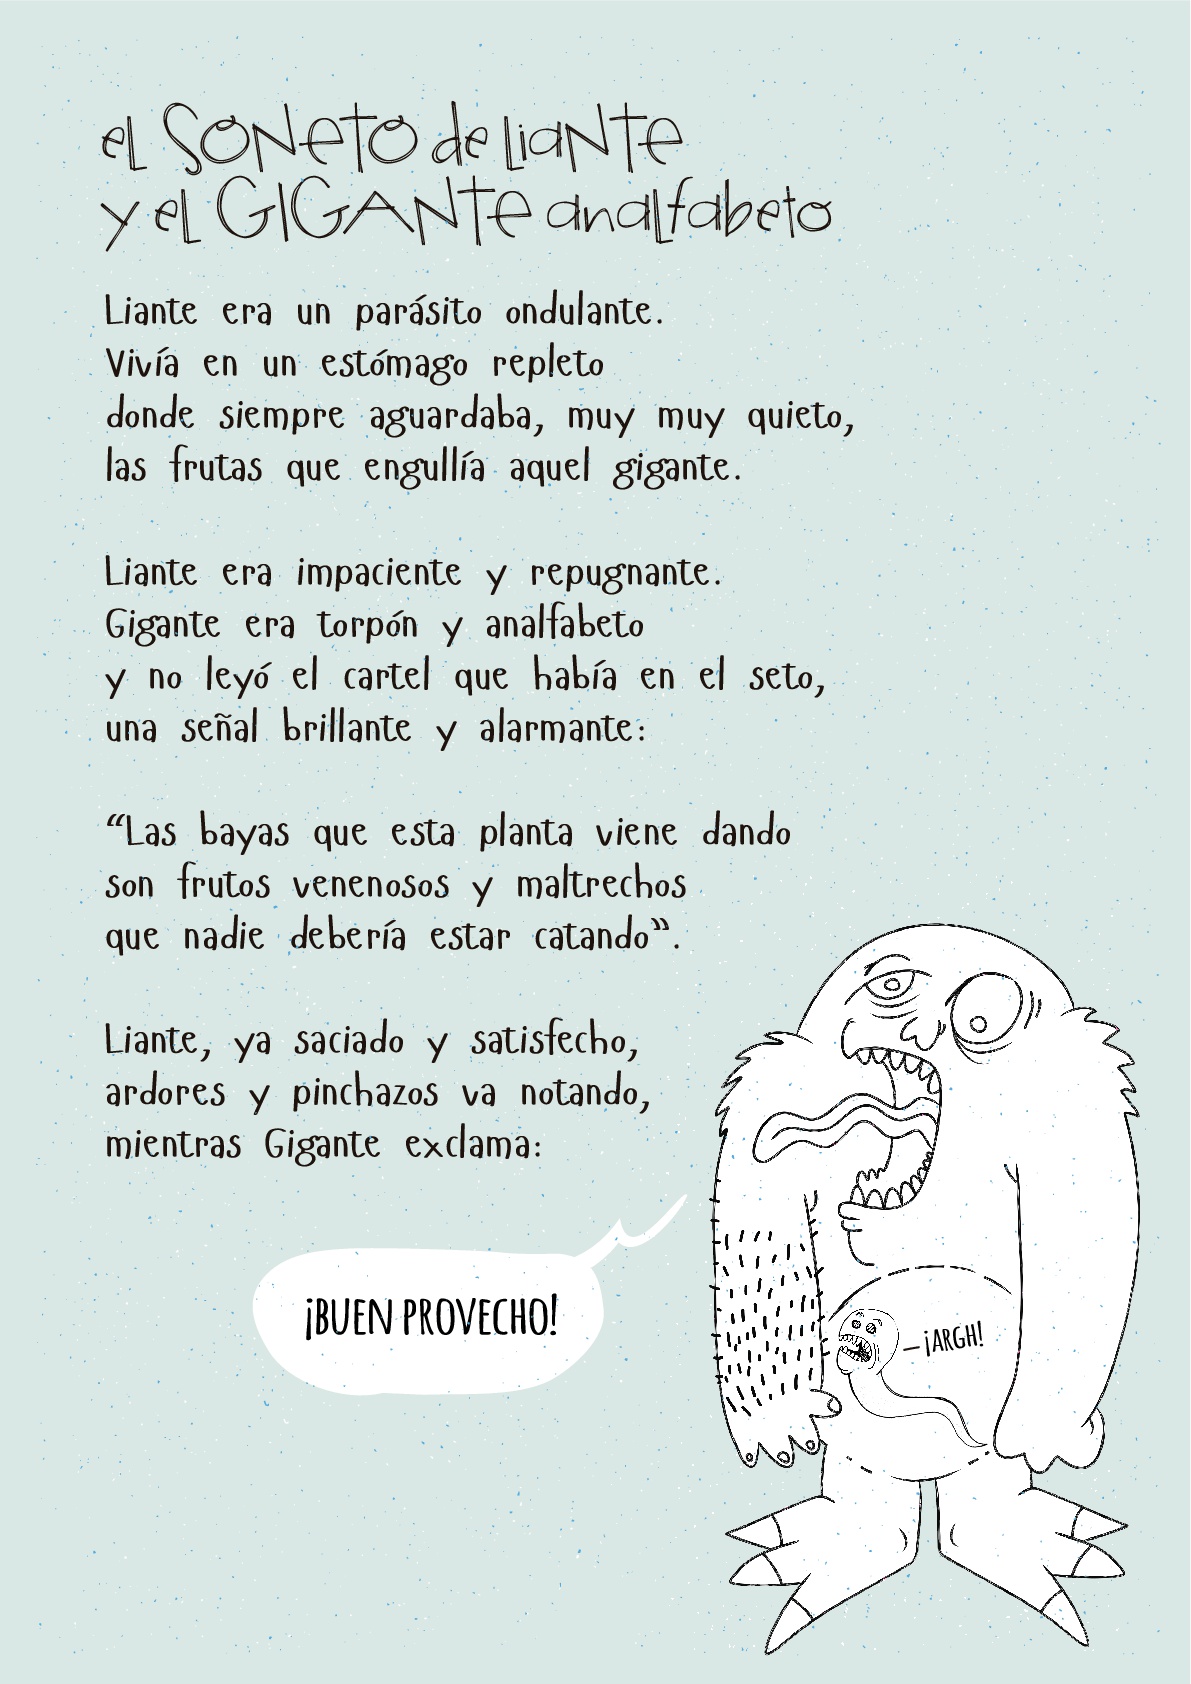 el SONETO de LiANTE
y el GIGANTE analfabeto
Liante era un parásito ondulante.
Vivía en un estómago repleto
donde siempre aguardaba, muy muy quieto,
las frutas que engullía aquel gigante.
Liante era impaciente y repugnante.
Gigante era torpón y analfabeto
y no leyó el cartel que había en el seto,
una señal brillante y alarmante:
“Las bayas que esta planta viene dando
son frutos venenosos y maltrechos
que nadie debería estar catando”.
Liante, ya saciado y satisfecho,
ardores y pinchazos va notando,
mientras Gigante exclama:
¡BUEN PROVECHO!
– ¡ARGH!